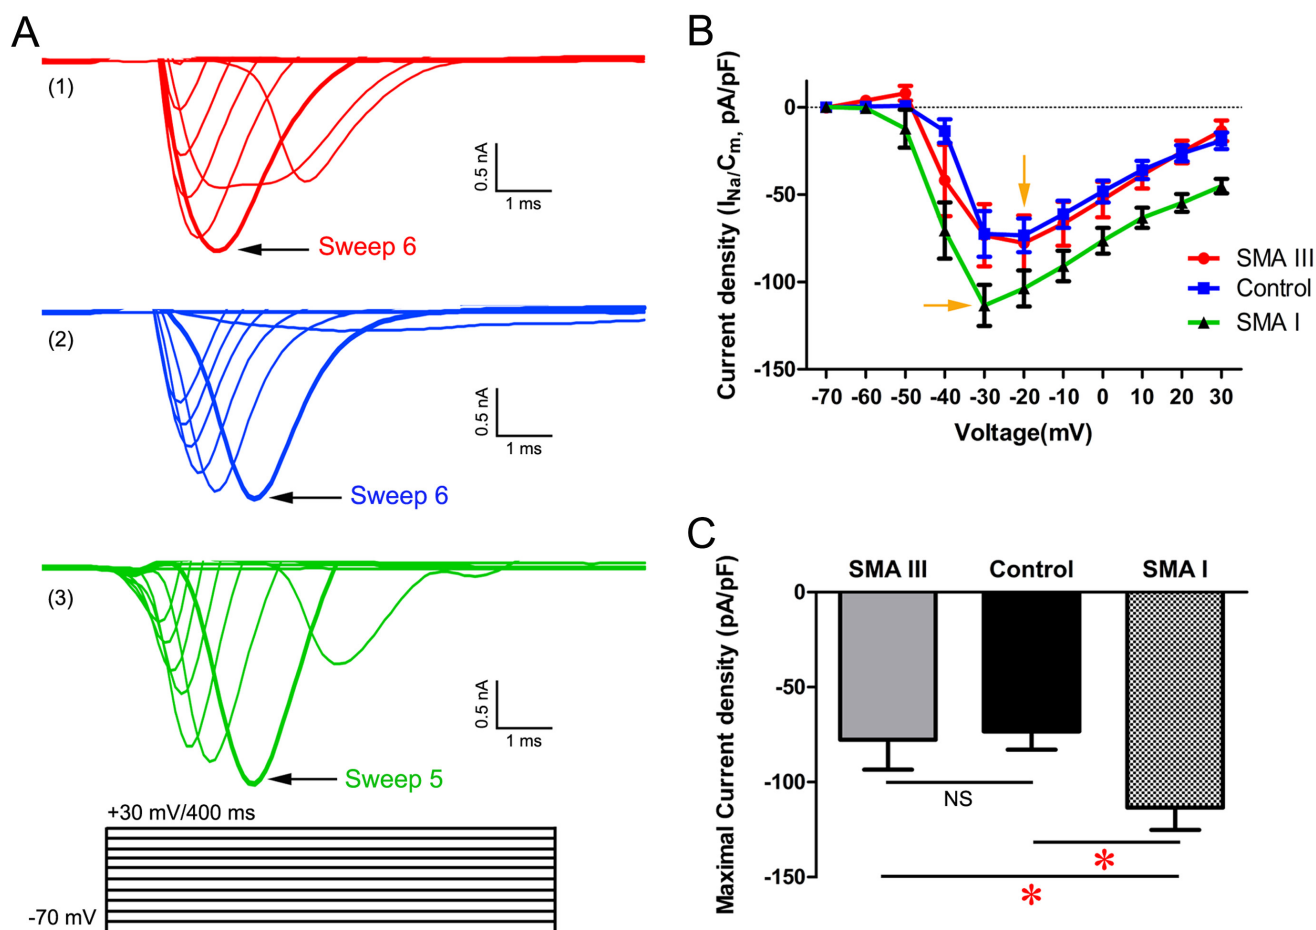 A
(1)
0.5 nA
1 ms
Sweep 6
(2)
0.5 nA
1 ms
Sweep 6
(3)
0.5 nA
1 ms
Sweep 5
+30 mV/400 ms
-70 mV
B
Current density (INa/Cm, pA/pF)
0
-50
-100
-150
-70 -60 -50 -40 -30 -20 -10 0 10 20 30
Voltage(mV)
SMA III
Control
SMA I
C
Maximal Current density (pA/pF)
SMA III Control SMA I
0
-50
-100
-150
NS
*
*